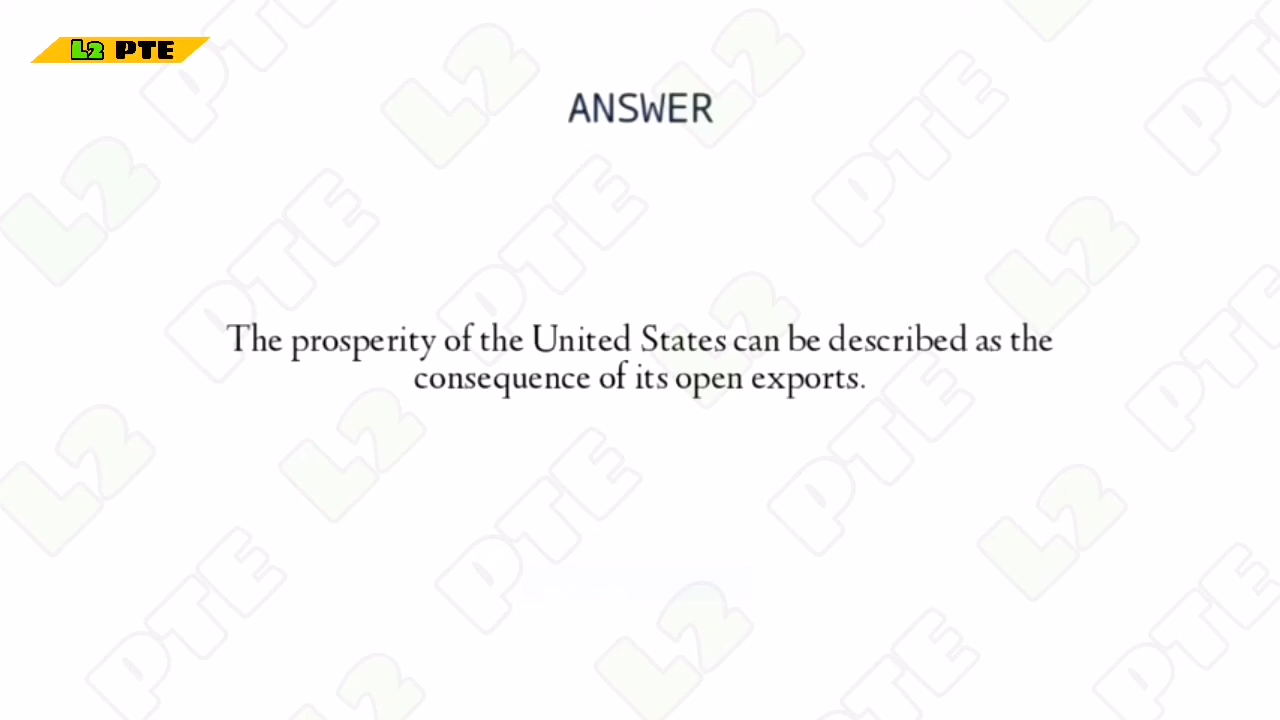 L2 PTE
ANSWER
The prosperity of the United States can be described as the
consequence of its open exports.